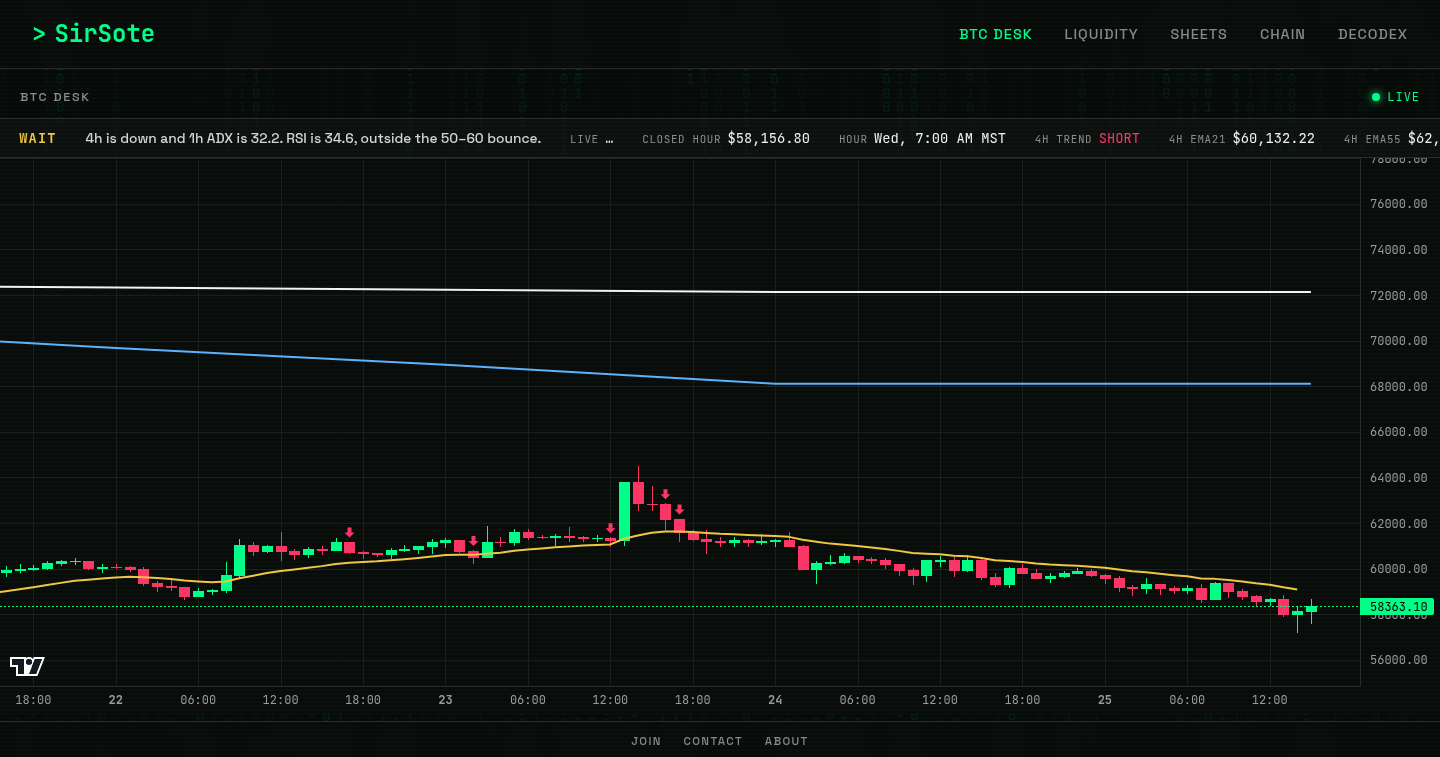 > SirSote
BTC DESK LIQUIDITY SHEETS CHAIN DECODEX
BTC DESK
LIVE
WAIT 4h is down and 1h ADX is 32.2. RSI is 34.6, outside the 50–60 bounce. LIVE … CLOSED HOUR $58,156.80 HOUR Wed, 7:00 AM MST 4H TREND SHORT 4H EMA21 $60,132.22 4H EMA55 $62,
78000.00
76000.00
74000.00
72000.00
70000.00
68000.00
66000.00
64000.00
62000.00
60000.00
58363.10
58000.00
56000.00
18:00 22 06:00 12:00 18:00 23 06:00 12:00 18:00 24 06:00 12:00 18:00 25 06:00 12:00
JOIN CONTACT ABOUT